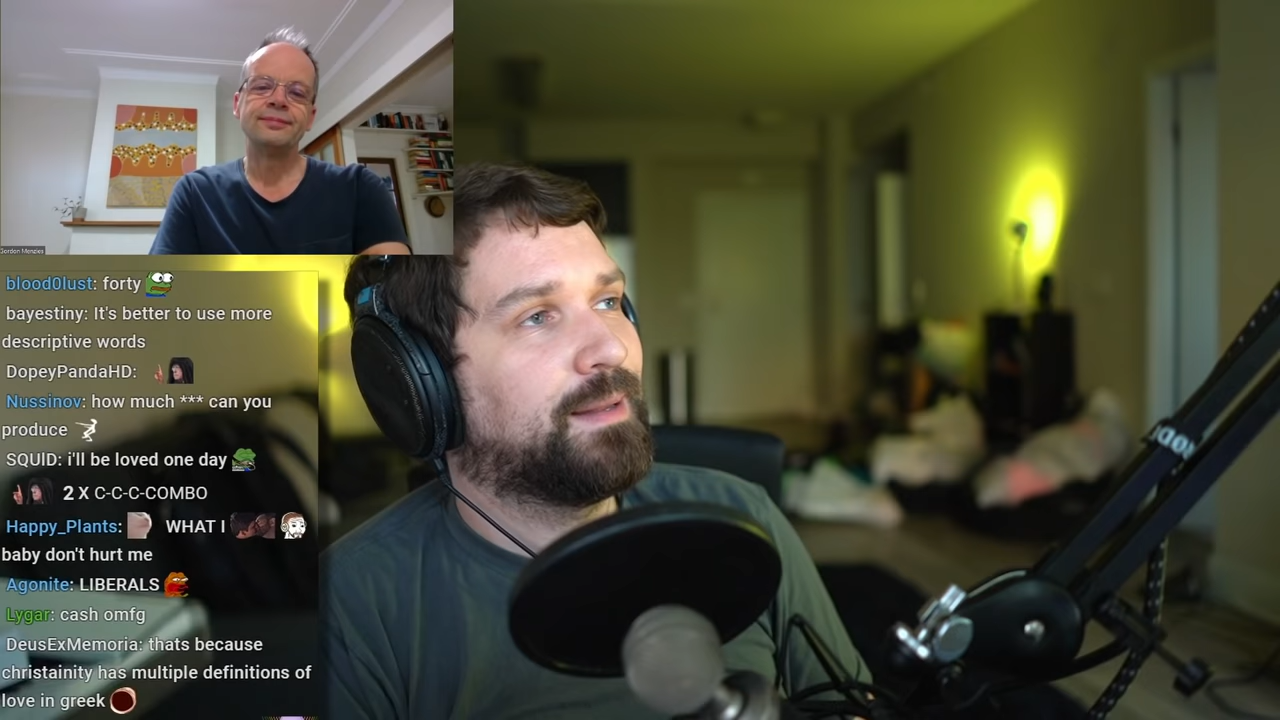 Gordon Menzies
blood0lust: forty
bayestiny: It's better to use more
descriptive words
DopeyPandaHD:
Nussinov: how much *** can you
produce
SQUID: i'll be loved one day
2 X C-C-C-COMBO
Happy_Plants: WHAT I
baby don't hurt me
Agonite: LIBERALS
Lygar: cash omfg
DeusExMemoria: thats because
christainity has multiple definitions of
love in greek